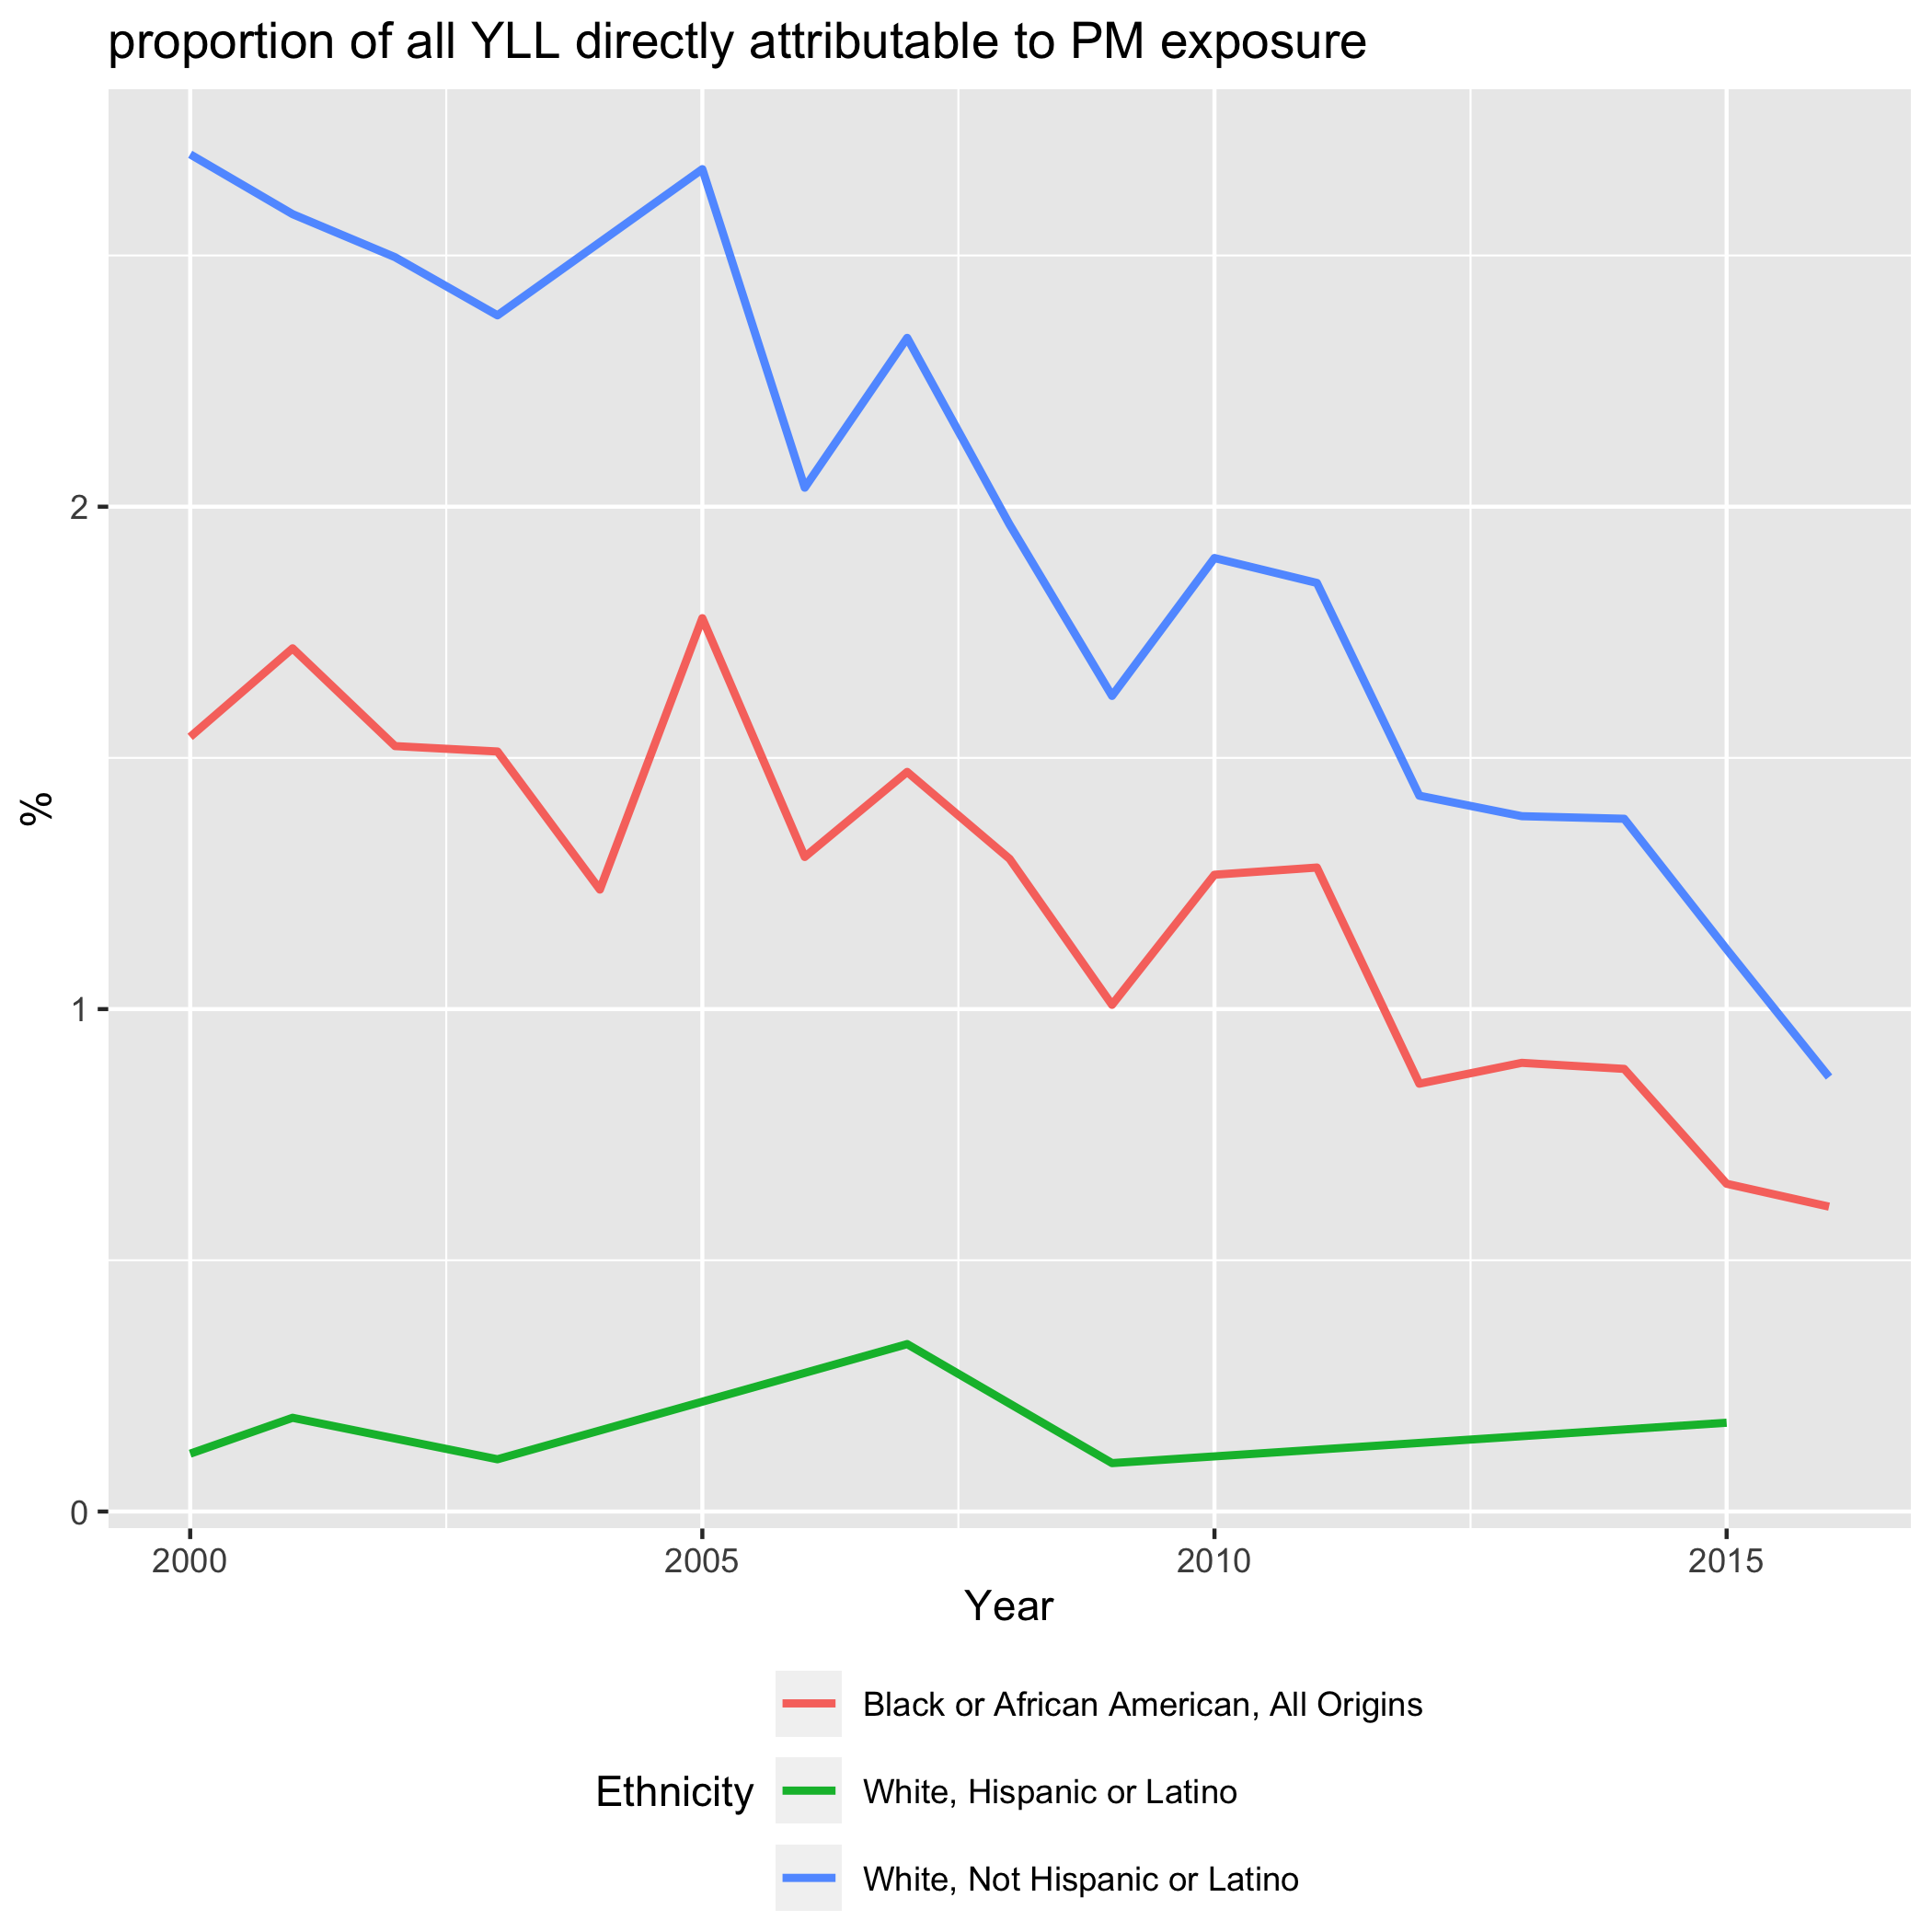 proportion of all YLL directly attributable to PM exposure
%
2
1
0
2000 2005 2010 2015
Year
Ethnicity
Black or African American, All Origins
White, Hispanic or Latino
White, Not Hispanic or Latino